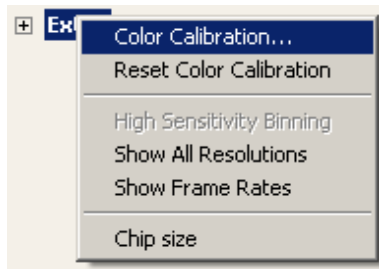 Color Calibration...
Reset Color Calibration
High Sensitivity Binning
Show All Resolutions
Show Frame Rates
Chip size